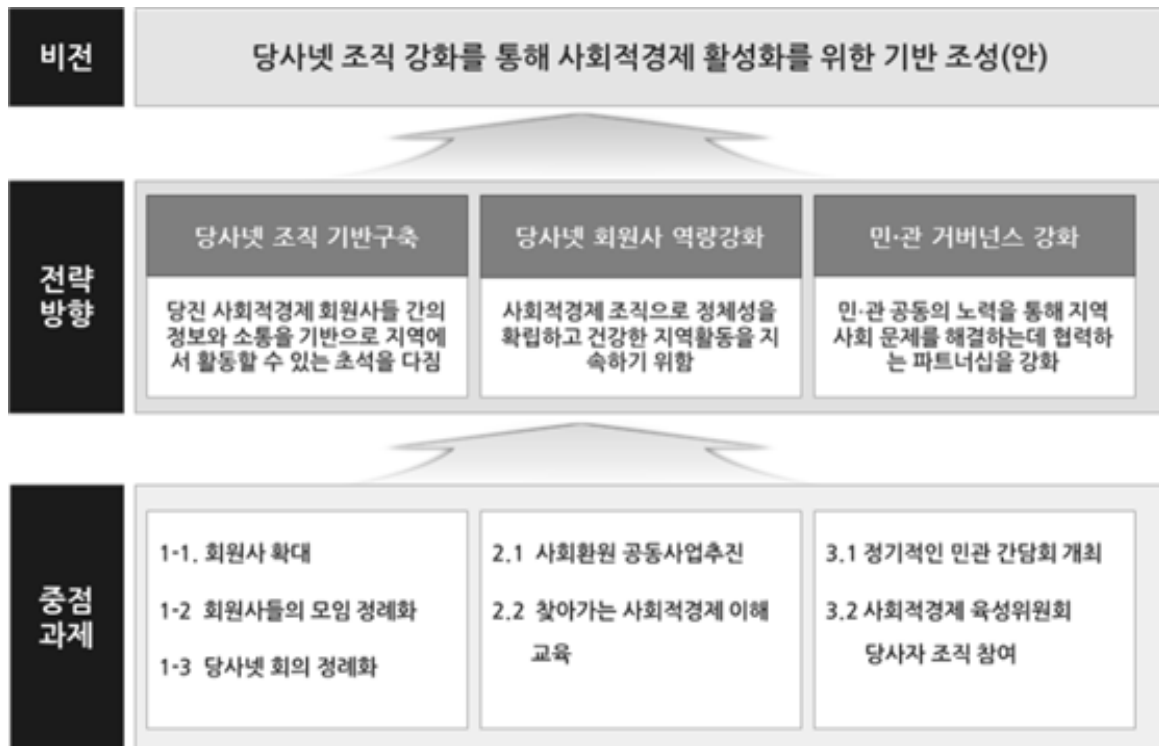 비전
당사넷 조직 강화를 통해 사회적경제 활성화를 위한 기반 조성(안)
전략
방향
당사넷 조직 기반구축
당진 사회적경제 회원사들 간의
정보와 소통을 기반으로 지역에
서 활동할 수 있는 초석을 다짐
당사넷 회원사 역량강화
사회적경제 조직으로 정체성을
확립하고 건강한 지역활동을 지
속하기 위함
민·관 거버넌스 강화
민·관 공동의 노력을 통해 지역
사회 문제를 해결하는데 협력하
는 파트너십을 강화
중점
과제
1-1. 회원사 확대
1-2 회원사들의 모임 정례화
1-3 당사넷 회의 정례화
2.1 사회환원 공동사업추진
2.2 찾아가는 사회적경제 이해
교육
3.1 정기적인 민관 간담회 개최
3.2 사회적경제 육성위원회
당사자 조직 참여